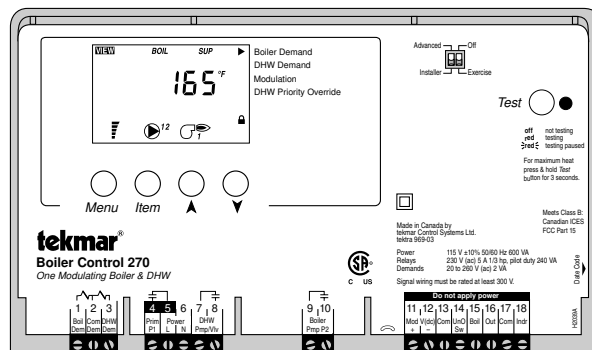 VIEW BOIL SUP
165 °F
12
1
Boiler Demand
DHW Demand
Modulation
DHW Priority Override
Menu Item
Advanced Off
Installer Exercise
Test
off not testing
red testing
red testing paused
For maximum heat
press & hold Test
button for 3 seconds.
tekmar®
Boiler Control 270
One Modulating Boiler & DHW
C US
Made in Canada by
tekmar Control Systems Ltd.
tektra 969-03
Meets Class B:
Canadian ICES
FCC Part 15
Power 115 V ±10% 50/60 Hz 600 VA
Relays 230 V (ac) 5 A 1/3 hp, pilot duty 240 VA
Demands 20 to 260 V (ac) 2 VA
Signal wiring must be rated at least 300 V.
Date Code
H2039A
Do not apply power
1 2 3
Boil Com DHW
Dem Dem Dem
4 5 6 7 8
Prim Power DHW
P1 L N Pmp/Vlv
9 10
Boiler
Pmp P2
11 12 13 14 15 16 17 18
Mod V(dc) Com UnO Boil Out Com Indr
+ – Sw